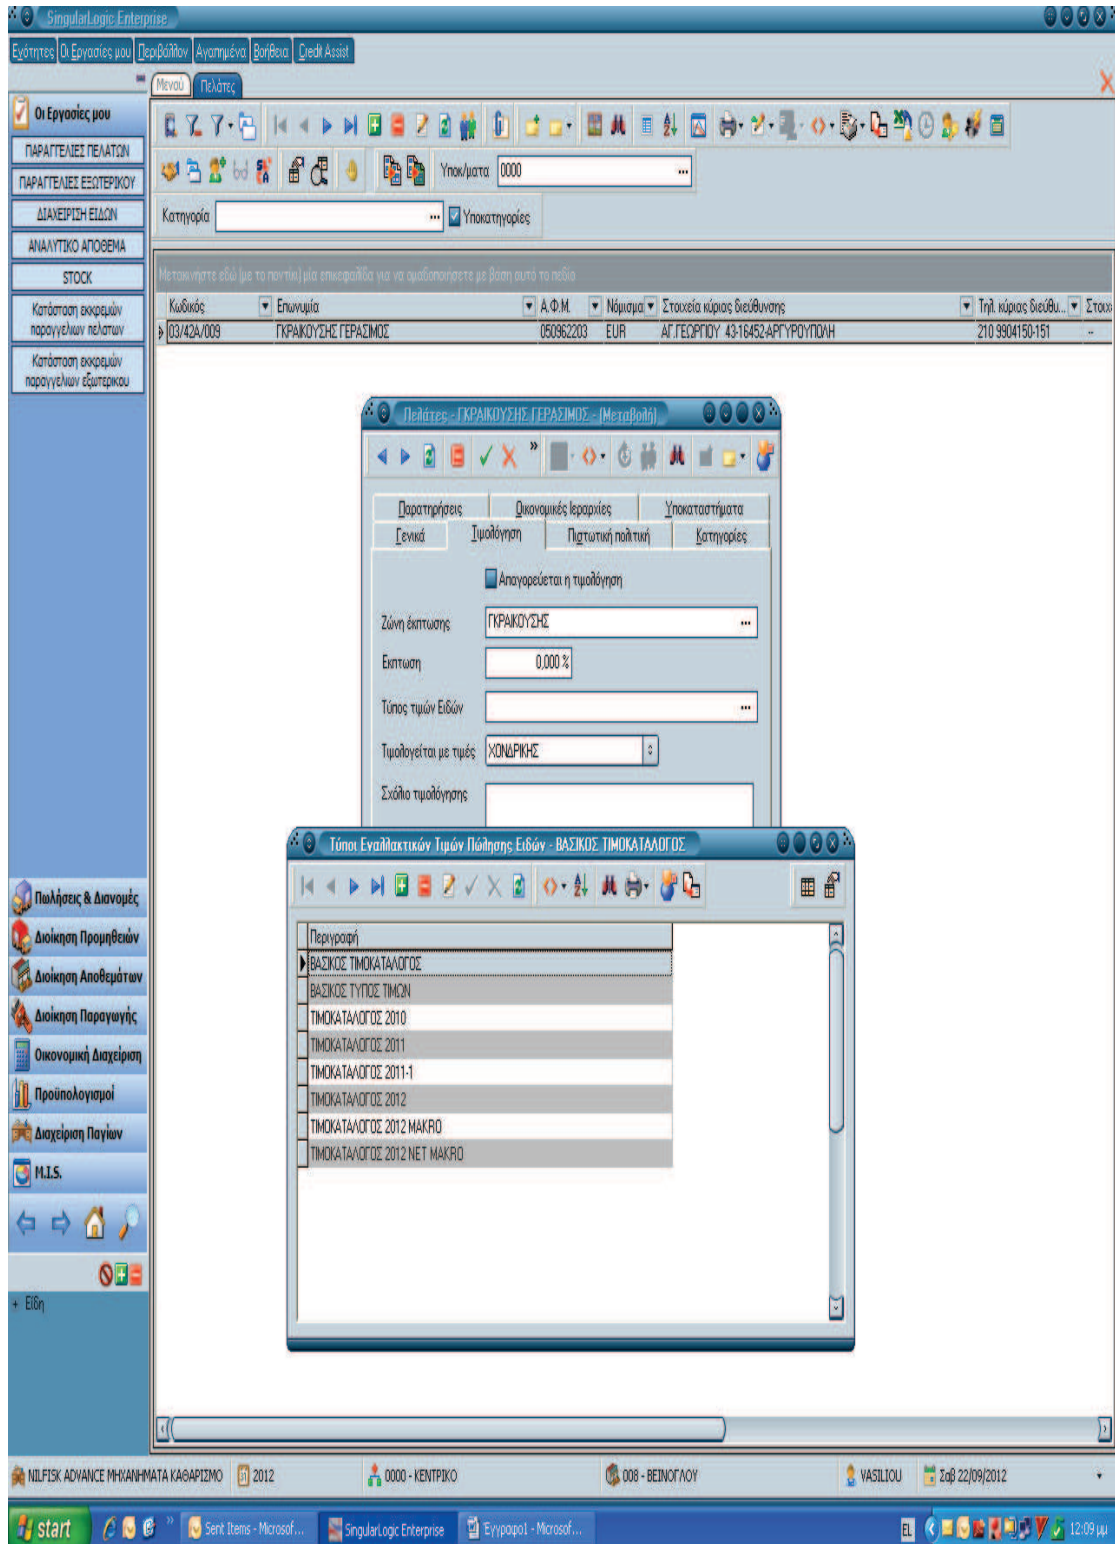 SingularLogic Enterprise
Ενότητες Οι Εργασίες μου Περιβάλλον Αγαπημένα Βοήθεια Credit Assist
Μενού Πελάτες
Οι Εργασίες μου
ΠΑΡΑΓΓΕΛΙΕΣ ΠΕΛΑΤΩΝ
ΠΑΡΑΓΓΕΛΙΕΣ ΕΞΩΤΕΡΙΚΟΥ
ΔΙΑΧΕΙΡΙΣΗ ΕΙΔΩΝ
ΑΝΑΛΥΤΙΚΟ ΑΠΟΘΕΜΑ
STOCK
Κατάσταση εκκρεμών
παραγγελιων πελατων
Κατάσταση εκκρεμών
παραγγελιων εξωτερικου
Υποκ/ματα 0000 ...
Κατηγορία ... Υποκατηγορίες
Μετακινήστε εδώ (με το ποντίκι) μία επικεφαλίδα για να ομαδοποιήσετε με βαση αυτό το πεδίο
Κωδικός Επωνυμία Α.Φ.Μ. Νόμισμα Στοιχεία κύριας διεύθυνσης Τηλ. κύριας διεύθυ... Στοιχε
03/42Α/009 ΓΚΡΑΙΚΟΥΣΗΣ ΓΕΡΑΣΙΜΟΣ 050962203 EUR ΑΓ.ΓΕΩΡΓΙΟΥ 43-16452-ΑΡΓΥΡΟΥΠΟΛΗ 210 9904150-151 --
Πελάτες - ΓΚΡΑΙΚΟΥΣΗΣ ΓΕΡΑΣΙΜΟΣ - (Μεταβολή)
Παρατηρήσεις Οικονομικές Ιεραρχίες Υποκαταστήματα
Γενικά Τιμολόγηση Πιστωτική πολιτική Κατηγορίες
Απαγορεύεται η τιμολόγηση
Ζώνη έκπτωσης ΓΚΡΑΙΚΟΥΣΗΣ ...
Εκπτωση 0,000 %
Τύπος τιμών Ειδών ...
Τιμολογείται με τιμές ΧΟΝΔΡΙΚΗΣ
Σχόλιο τιμολόγησης
Τύποι Εναλλακτικών Τιμών Πώλησης Ειδών - ΒΑΣΙΚΟΣ ΤΙΜΟΚΑΤΑΛΟΓΟΣ
Περιγραφή
ΒΑΣΙΚΟΣ ΤΙΜΟΚΑΤΑΛΟΓΟΣ
ΒΑΣΙΚΟΣ ΤΥΠΟΣ ΤΙΜΩΝ
ΤΙΜΟΚΑΤΑΛΟΓΟΣ 2010
ΤΙΜΟΚΑΤΑΛΟΓΟΣ 2011
ΤΙΜΟΚΑΤΑΛΟΓΟΣ 2011-1
ΤΙΜΟΚΑΤΑΛΟΓΟΣ 2012
ΤΙΜΟΚΑΤΑΛΟΓΟΣ 2012 MAKRO
ΤΙΜΟΚΑΤΑΛΟΓΟΣ 2012 NET MAKRO
Πωλήσεις & Διανομές
Διοίκηση Προμηθειών
Διοίκηση Αποθεμάτων
Διοίκηση Παραγωγής
Οικονομική Διαχείριση
Προϋπολογισμοί
Διαχείριση Παγίων
M.I.S.
+ Είδη
NILFISK ADVANCE ΜΗΧΑΝΗΜΑΤΑ ΚΑΘΑΡΙΣΜΟ 2012 0000 - ΚΕΝΤΡΙΚΟ 008 - ΒΕΙΝΟΓΛΟΥ VASILIOU Σαβ 22/09/2012
start Sent Items - Microsof... SingularLogic Enterprise Εγγραφο1 - Microsof... EL 12:09 μμ